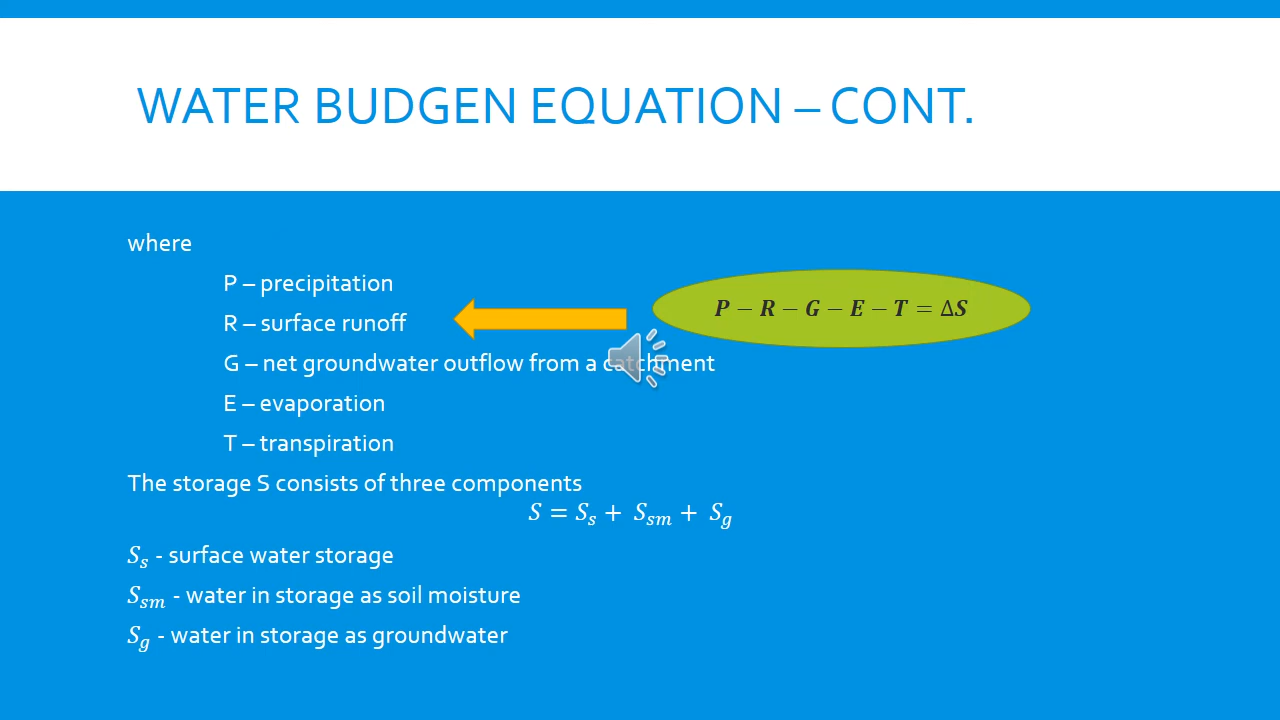 WATER BUDGEN EQUATION – CONT.
where
P – precipitation
R – surface runoff
G – net groundwater outflow from a catchment
E – evaporation
T – transpiration
P − R − G − E − T = ΔS
The storage S consists of three components
S = Sₛ + Sₛₘ + S_g
Sₛ - surface water storage
Sₛₘ - water in storage as soil moisture
S_g - water in storage as groundwater